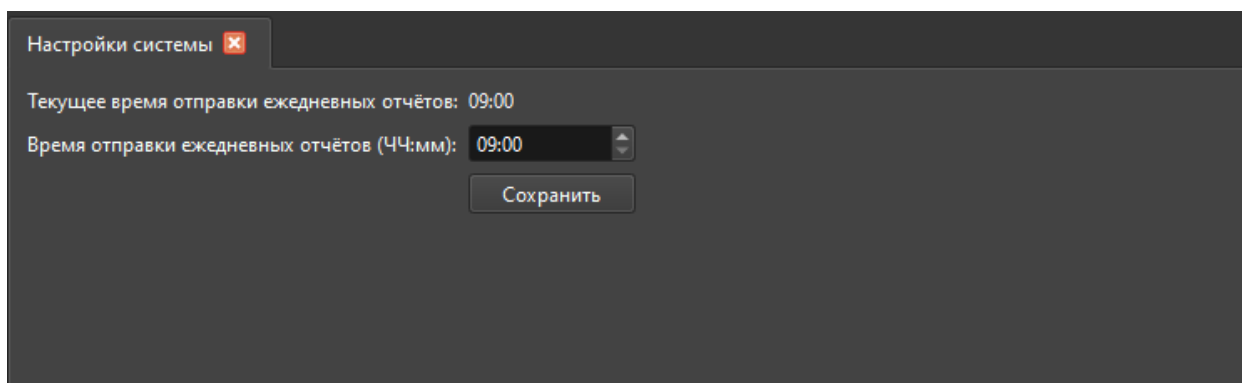 Настройки системы
Текущее время отправки ежедневных отчётов: 09:00
Время отправки ежедневных отчётов (ЧЧ:мм): 09:00
Сохранить